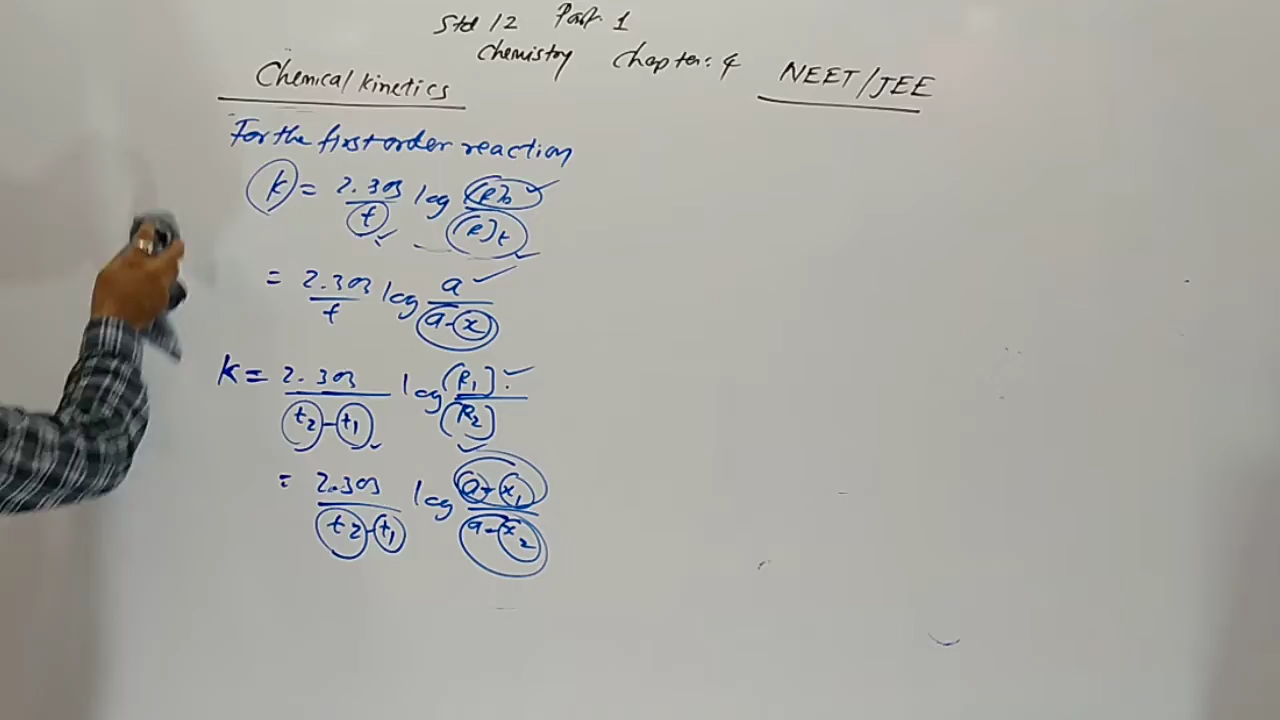 Std 12 Part 1
Chemistry Chapter: 4 NEET/JEE
Chemical kinetics
For the first order reaction
k = 2.303/t log [R]0/[R]t
= 2.303/t log a/a-x
K = 2.303/t2-t1 log [R1]/[R2]
= 2.303/t2-t1 log a-x1/a-x2